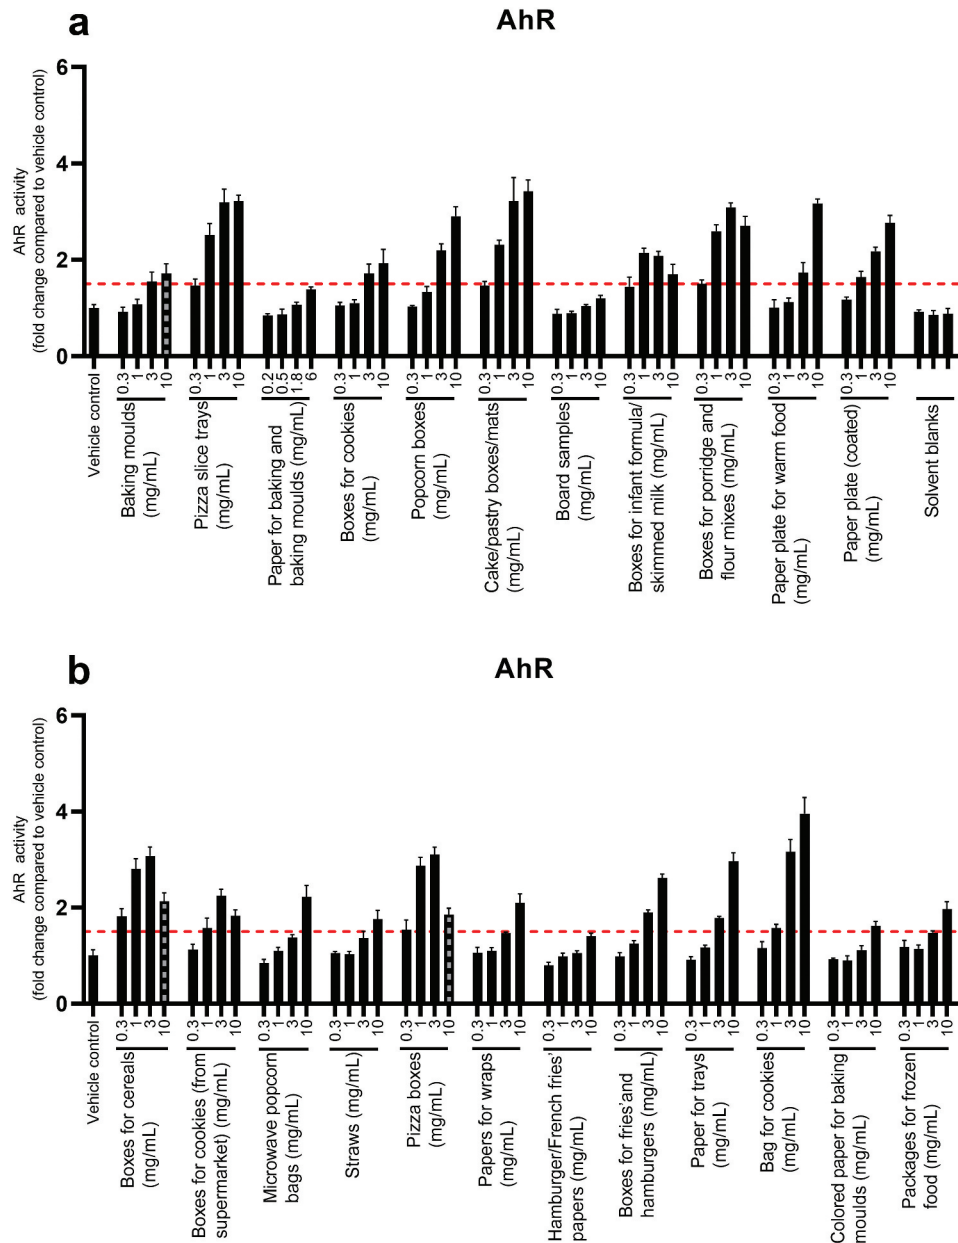 a
AhR
AhR activity
(fold change compared to vehicle control)
6
4
2
0
Vehicle control
0.3 1 3 10
Baking moulds
(mg/mL)
0.3 1 3 10
Pizza slice trays
(mg/mL)
0.2 0.5 1.8 6
Paper for baking and
baking moulds (mg/mL)
0.3 1 3 10
Boxes for cookies
(mg/mL)
0.3 1 3 10
Popcorn boxes
(mg/mL)
0.3 1 3 10
Cake/pastry boxes/mats
(mg/mL)
0.3 1 3 10
Board samples
(mg/mL)
0.3 1 3 10
Boxes for infant formula/
skimmed milk (mg/mL)
0.3 1 3 10
Boxes for porridge and
flour mixes (mg/mL)
0.3 1 3 10
Paper plate for warm food
(mg/mL)
0.3 1 3 10
Paper plate (coated)
(mg/mL)
Solvent blanks
b
AhR
AhR activity
(fold change compared to vehicle control)
6
4
2
0
Vehicle control
0.3 1 3 10
Boxes for cereals
(mg/mL)
0.3 1 3 10
Boxes for cookies (from
supermarket) (mg/mL)
0.3 1 3 10
Microwave popcorn
bags (mg/mL)
0.3 1 3 10
Straws (mg/mL)
0.3 1 3 10
Pizza boxes
(mg/mL)
0.3 1 3 10
Papers for wraps
(mg/mL)
0.3 1 3 10
Hamburger/French fries'
papers (mg/mL)
0.3 1 3 10
Boxes for fries'and
hamburgers (mg/mL)
0.3 1 3 10
Paper for trays
(mg/mL)
0.3 1 3 10
Bag for cookies
(mg/mL)
0.3 1 3 10
Colored paper for baking
moulds (mg/mL)
0.3 1 3 10
Packages for frozen
food (mg/mL)